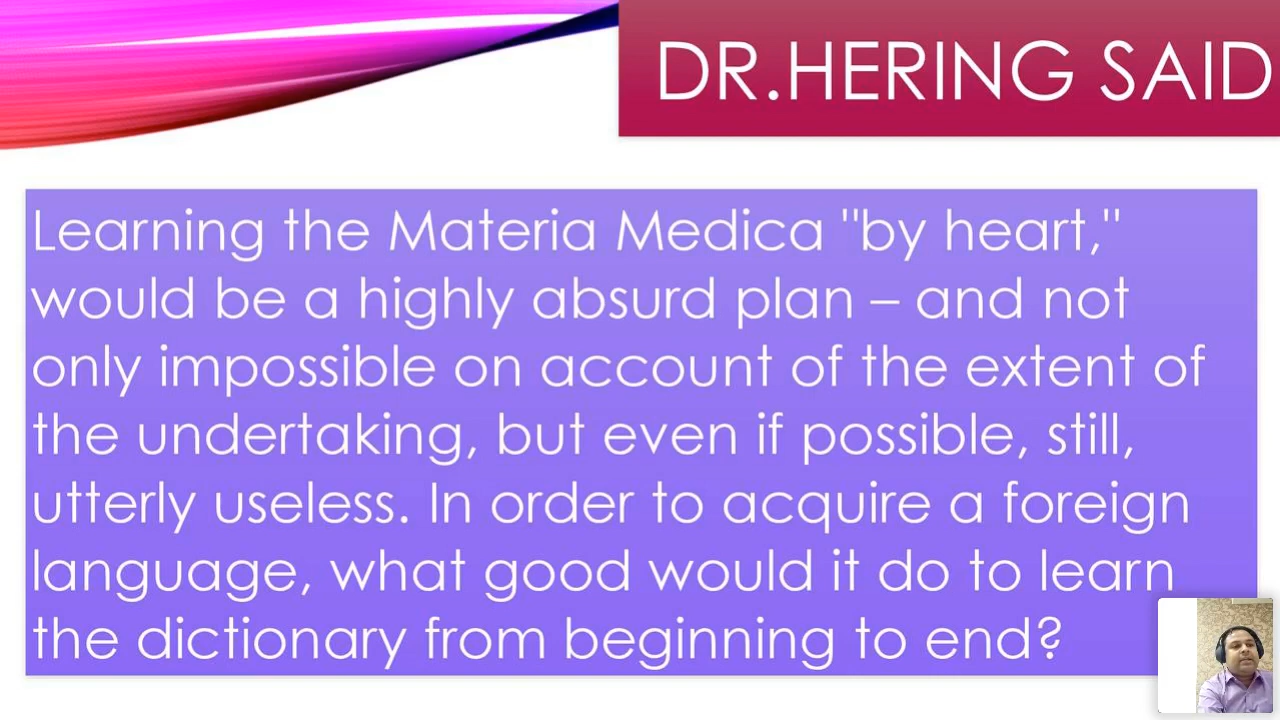 DR.HERING SAID
Learning the Materia Medica "by heart,"
would be a highly absurd plan – and not
only impossible on account of the extent of
the undertaking, but even if possible, still,
utterly useless. In order to acquire a foreign
language, what good would it do to learn
the dictionary from beginning to end?